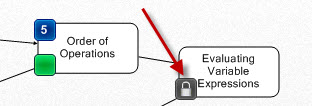 5
Order of
Operations
Evaluating
Variable
Expressions